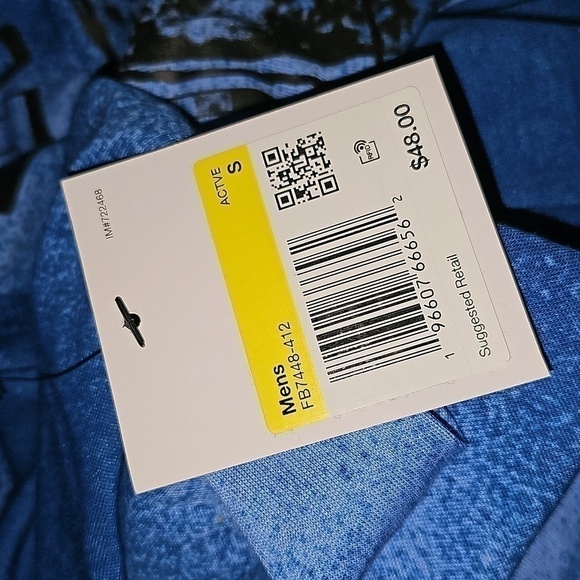 IM#722468
ACTVE
S
Mens
FB7448-412
RFID
$48.00
1 96607 66656 2
Suggested Retail